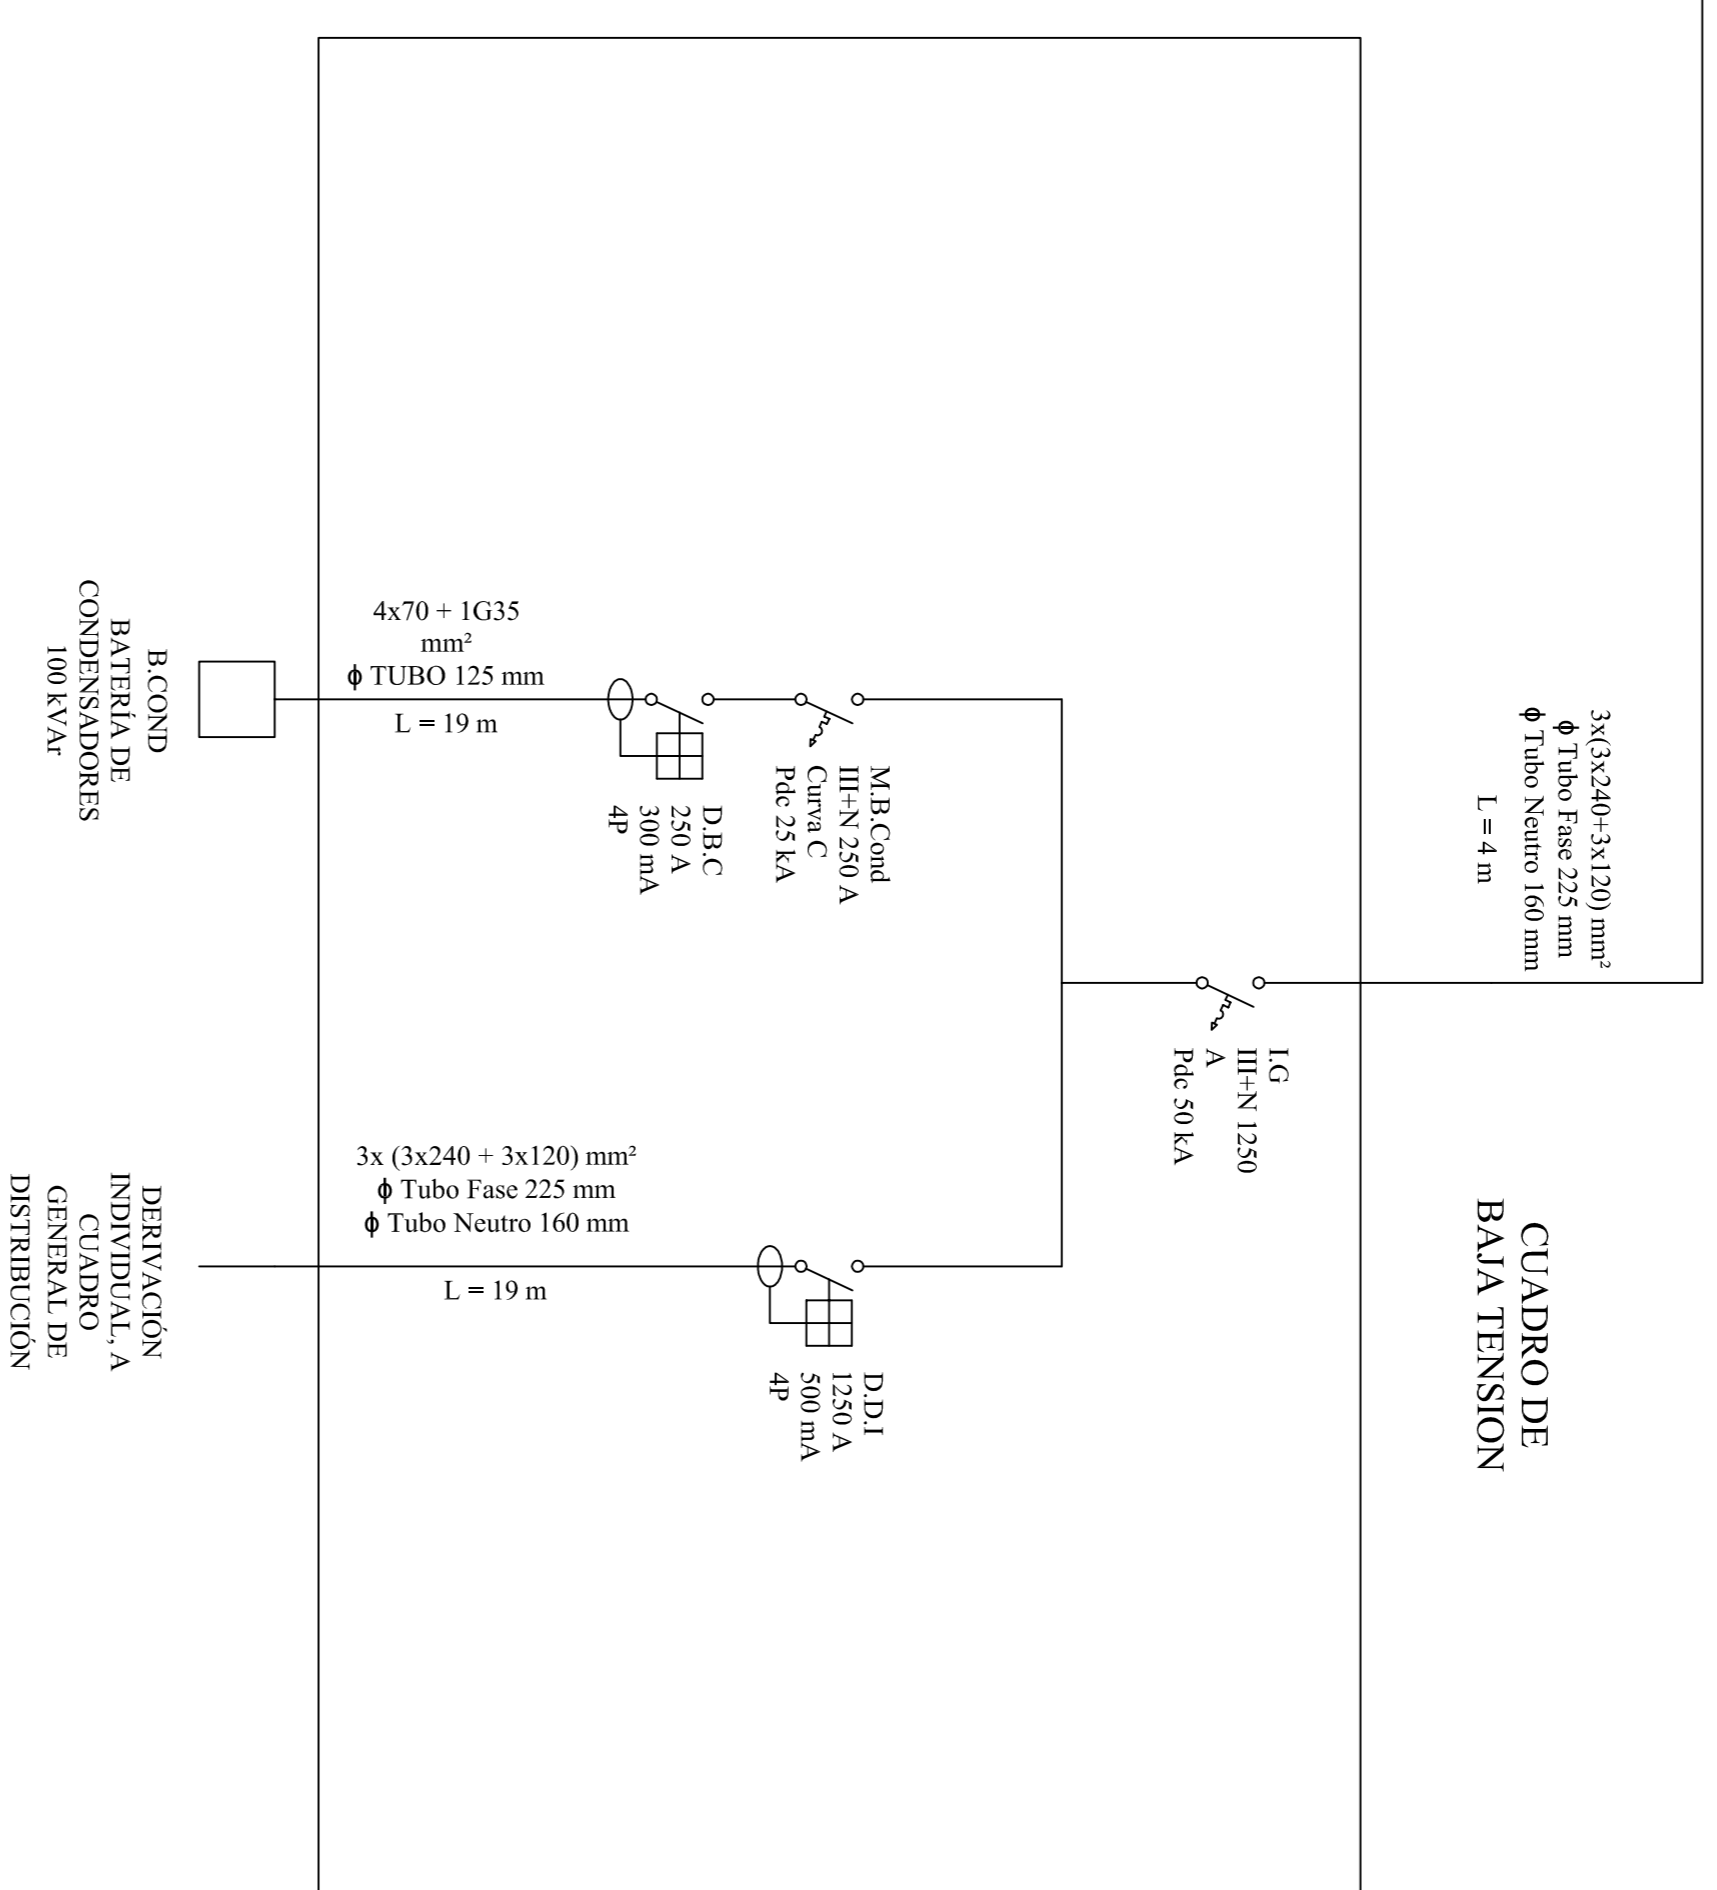 CUADRO DE
BAJA TENSION
3x(3x240+3x120) mm²
ϕ Tubo Fase 225 mm
ϕ Tubo Neutro 160 mm
L = 4 m
I.G
III+N 1250
A
Pdc 50 kA
M.B.Cond
III+N 250 A
Curva C
Pdc 25 kA
D.B.C
250 A
300 mA
4P
D.D.I
1250 A
500 mA
4P
4x70 + 1G35
mm²
ϕ TUBO 125 mm
L = 19 m
3x (3x240 + 3x120) mm²
ϕ Tubo Fase 225 mm
ϕ Tubo Neutro 160 mm
L = 19 m
B.COND
BATERÍA DE
CONDENSADORES
100 kVAr
DERIVACIÓN
INDIVIDUAL, A
CUADRO
GENERAL DE
DISTRIBUCIÓN